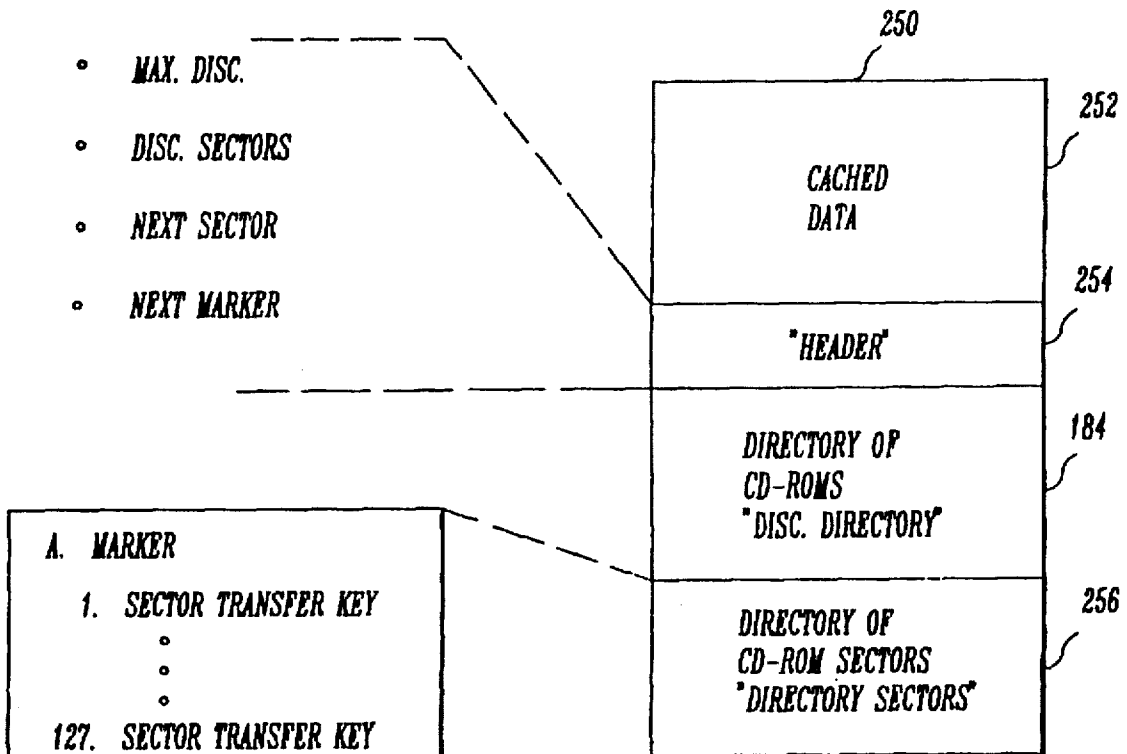 • MAX. DISC.
• DISC. SECTORS
• NEXT SECTOR
• NEXT MARKER
250
CACHED
DATA
252
"HEADER"
254
DIRECTORY OF
CD-ROMS
"DISC. DIRECTORY"
184
DIRECTORY OF
CD-ROM SECTORS
"DIRECTORY SECTORS"
256
A. MARKER
1. SECTOR TRANSFER KEY
127. SECTOR TRANSFER KEY